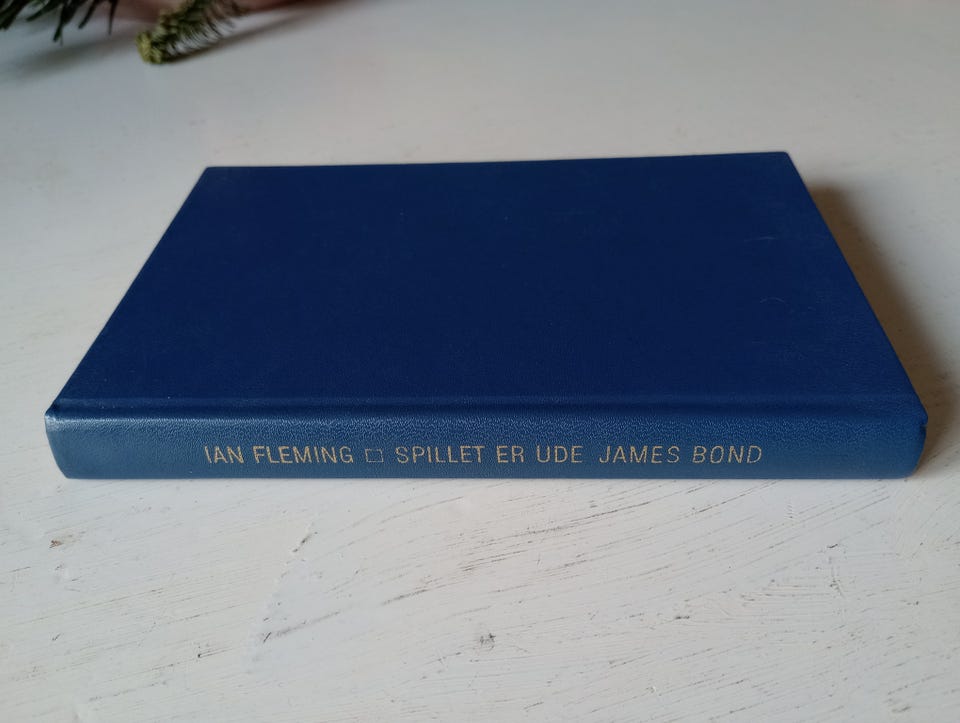 IAN FLEMING □ SPILLET ER UDE JAMES BOND